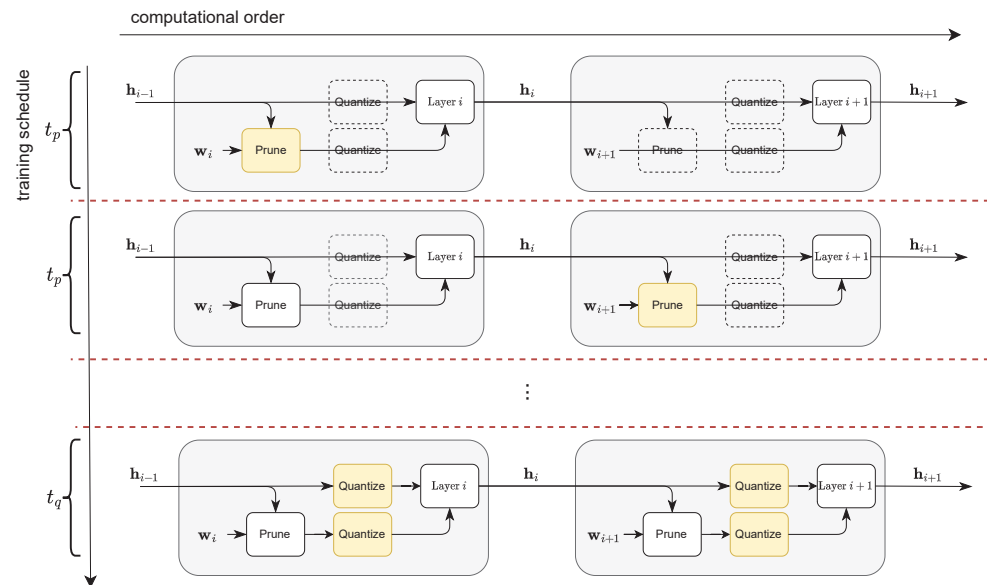 computational order
training schedule
t_p
h_{i-1}
Quantize
Layer i
h_i
Quantize
Layer i + 1
h_{i+1}
w_i
Prune
Quantize
w_{i+1}
Prune
Quantize
t_p
h_{i-1}
Quantize
Layer i
h_i
Quantize
Layer i + 1
h_{i+1}
w_i
Prune
Quantize
w_{i+1}
Prune
Quantize
⋮
t_q
h_{i-1}
Quantize
Layer i
h_i
Quantize
Layer i + 1
h_{i+1}
w_i
Prune
Quantize
w_{i+1}
Prune
Quantize